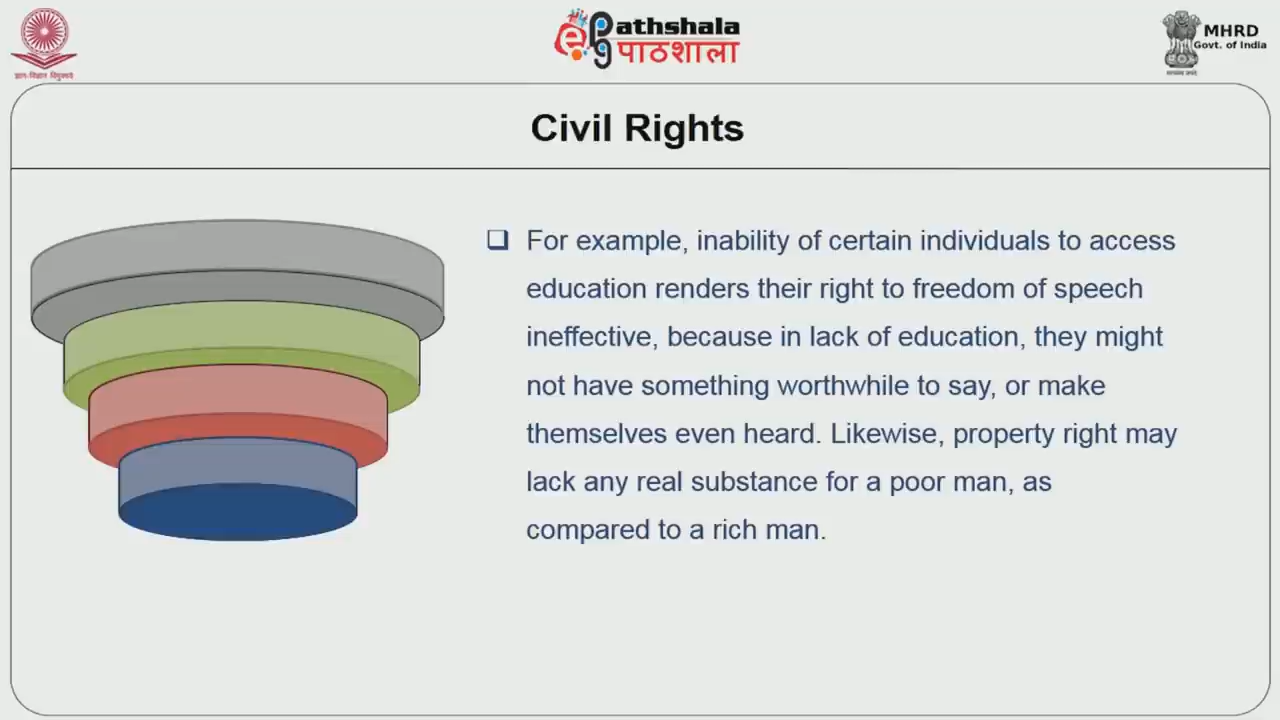 ज्ञान-विज्ञान विमुक्तये
ePathshala
पाठशाला
MHRD
Govt. of India
Civil Rights
❑ For example, inability of certain individuals to access
education renders their right to freedom of speech
ineffective, because in lack of education, they might
not have something worthwhile to say, or make
themselves even heard. Likewise, property right may
lack any real substance for a poor man, as
compared to a rich man.